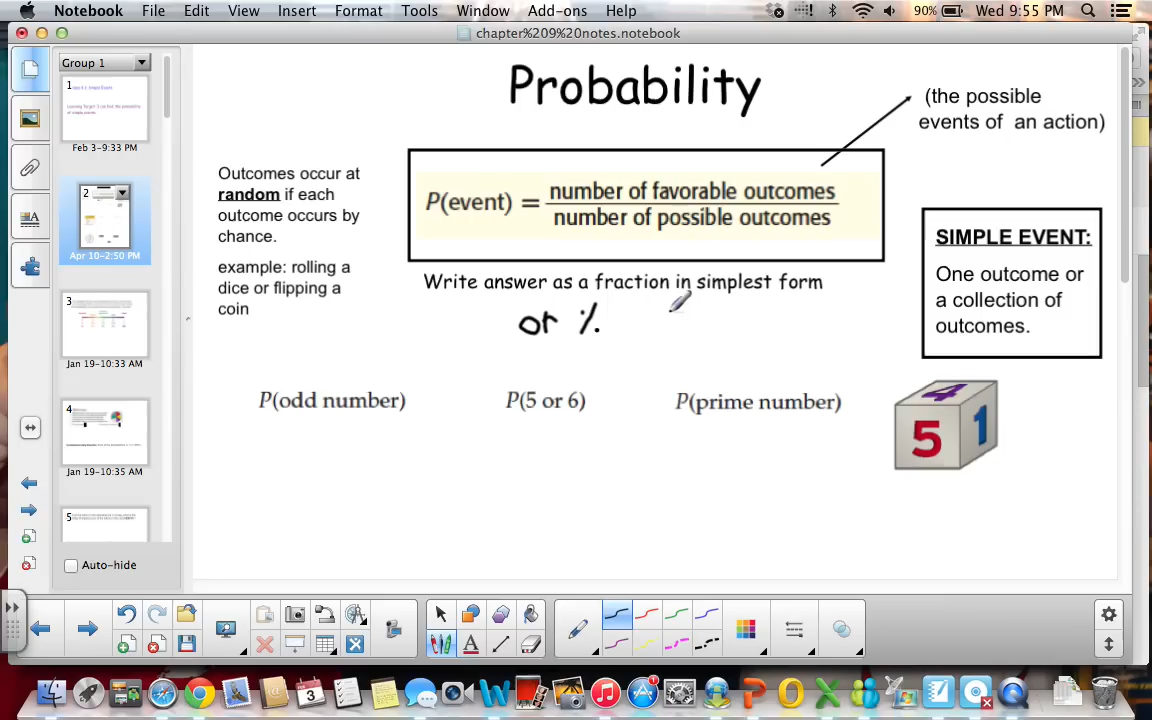 Notebook File Edit View Insert Format Tools Window Add-ons Help 90% Wed 9:55 PM
chapter%209%20notes.notebook
Group 1
1
Feb 3-9:33 PM
2
Apr 10-2:50 PM
3
Jan 19-10:33 AM
4
Jan 19-10:35 AM
5
Auto-hide
Probability
(the possible
events of an action)
Outcomes occur at
random if each
outcome occurs by
chance.
example: rolling a
dice or flipping a
coin
P(event) = number of favorable outcomes
number of possible outcomes
Write answer as a fraction in simplest form
or %
SIMPLE EVENT:
One outcome or
a collection of
outcomes.
P(odd number) P(5 or 6) P(prime number)
4
5 1